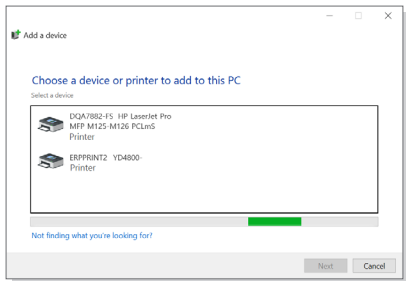 Add a device
Choose a device or printer to add to this PC
Select a device
DQA7882-FS HP LaserJet Pro
MFP M125-M126 PCLmS
Printer
ERPPRINT2 YD4800-
Printer
Not finding what you're looking for?
Next
Cancel